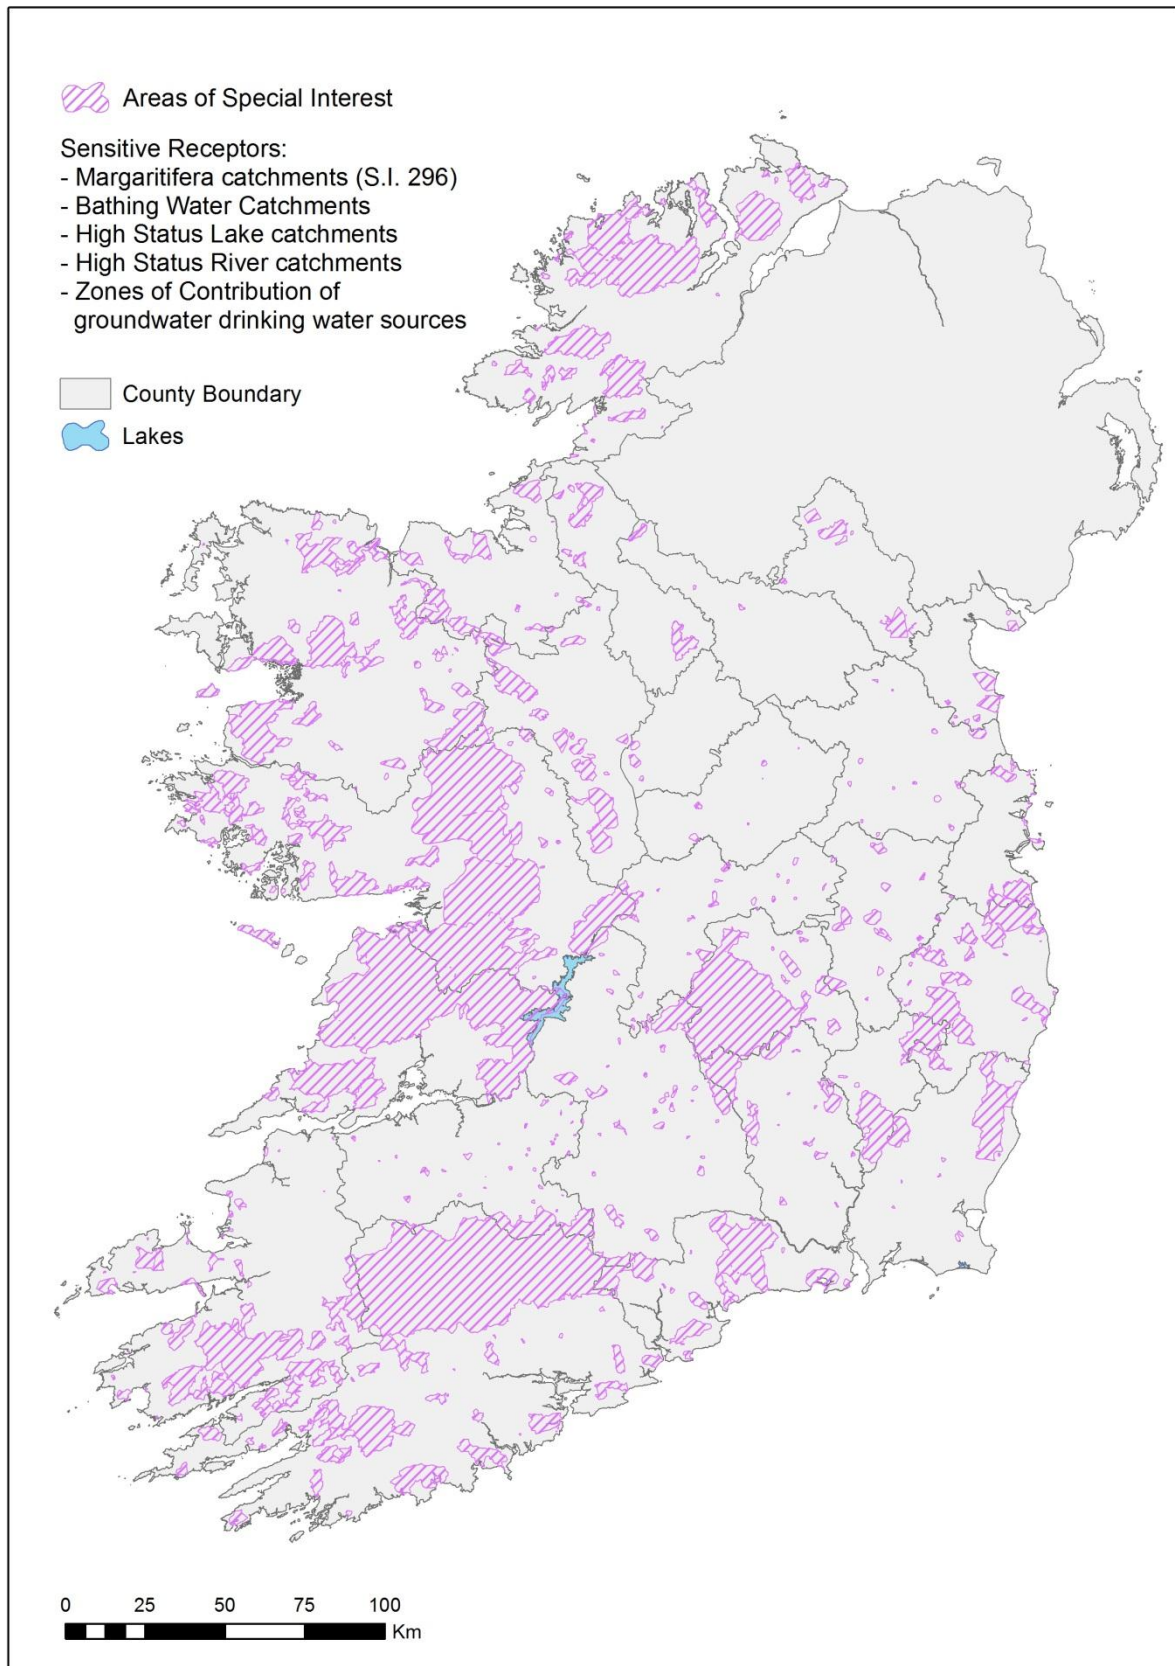 Areas of Special Interest
Sensitive Receptors:
- Margaritifera catchments (S.I. 296)
- Bathing Water Catchments
- High Status Lake catchments
- High Status River catchments
- Zones of Contribution of
groundwater drinking water sources
County Boundary
Lakes
0 25 50 75 100
Km